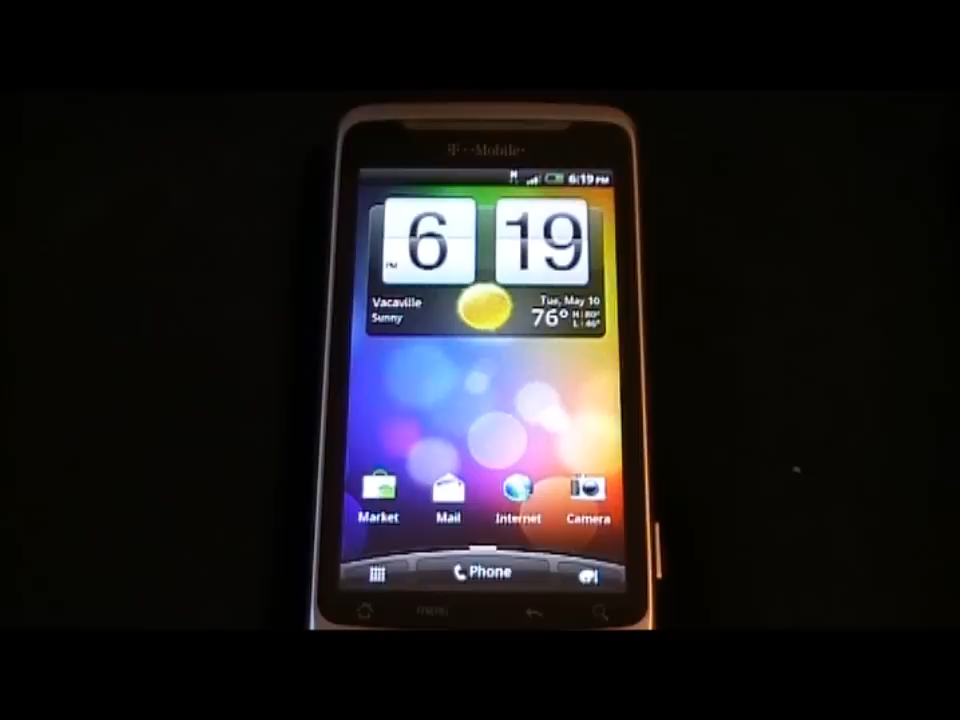 T··Mobile·
6:19 PM
6 19
PM
Vacaville
Tue, May 10
Sunny
76° H: 80°
L: 46°
Market Mail Internet Camera
Phone
menu